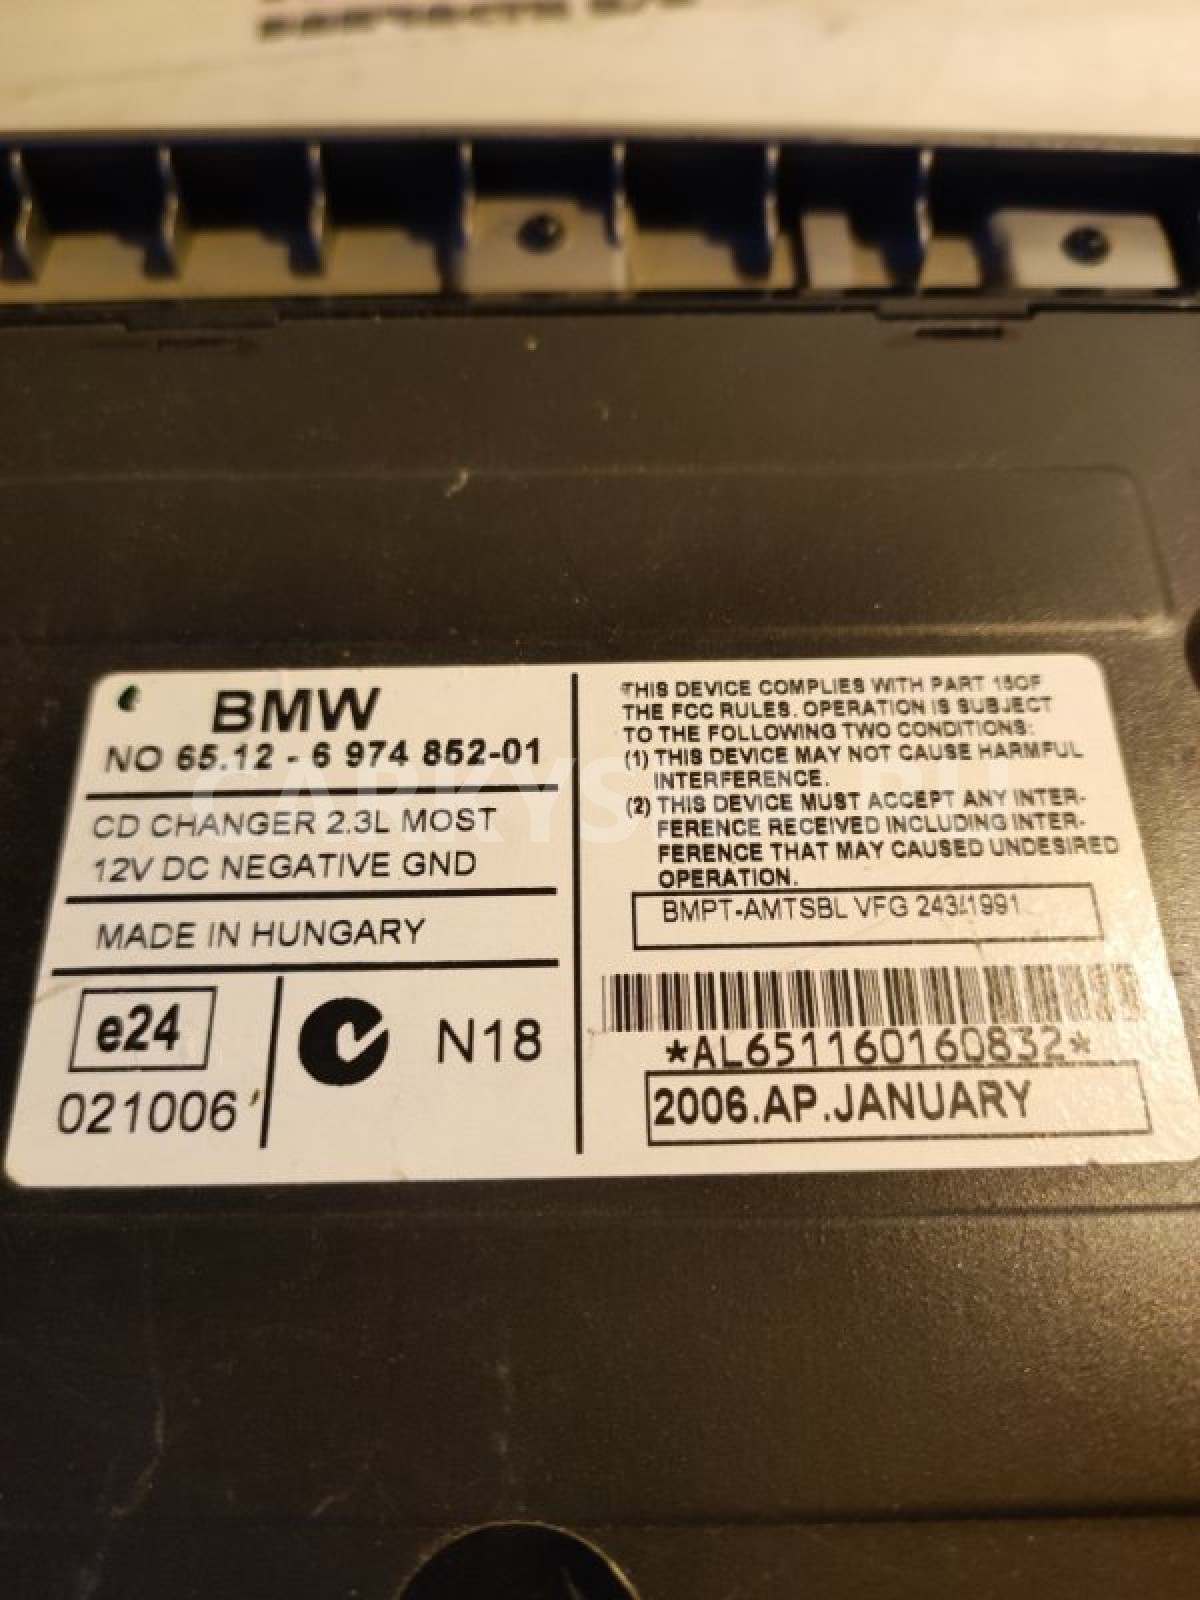 BMW
NO 65.12 - 6 974 852-01
CD CHANGER 2.3L MOST
12V DC NEGATIVE GND
MADE IN HUNGARY
e24
021006
N18
THIS DEVICE COMPLIES WITH PART 15OF
THE FCC RULES. OPERATION IS SUBJECT
TO THE FOLLOWING TWO CONDITIONS:
(1) THIS DEVICE MAY NOT CAUSE HARMFUL
INTERFERENCE.
(2) THIS DEVICE MUST ACCEPT ANY INTER-
FERENCE RECEIVED INCLUDING INTER-
FERENCE THAT MAY CAUSED UNDESIRED
OPERATION.
BMPT-AMTSBL VFG 243/1991
*AL651160160832*
2006.AP.JANUARY